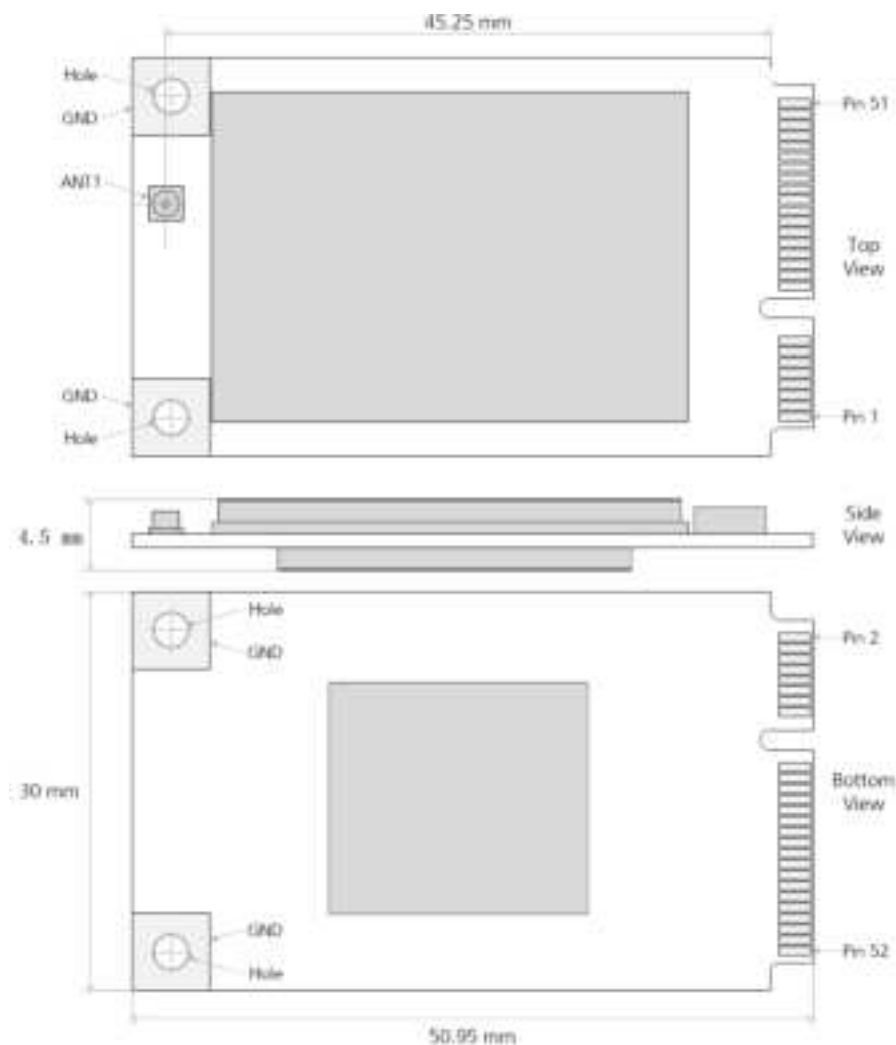 45.25 mm
Hole
GND
Pin 51
ANT1
Top
View
GND
Hole
Pin 1
4.5 mm
Side
View
Hole
GND
Pin 2
30 mm
Bottom
View
GND
Hole
Pin 52
50.95 mm